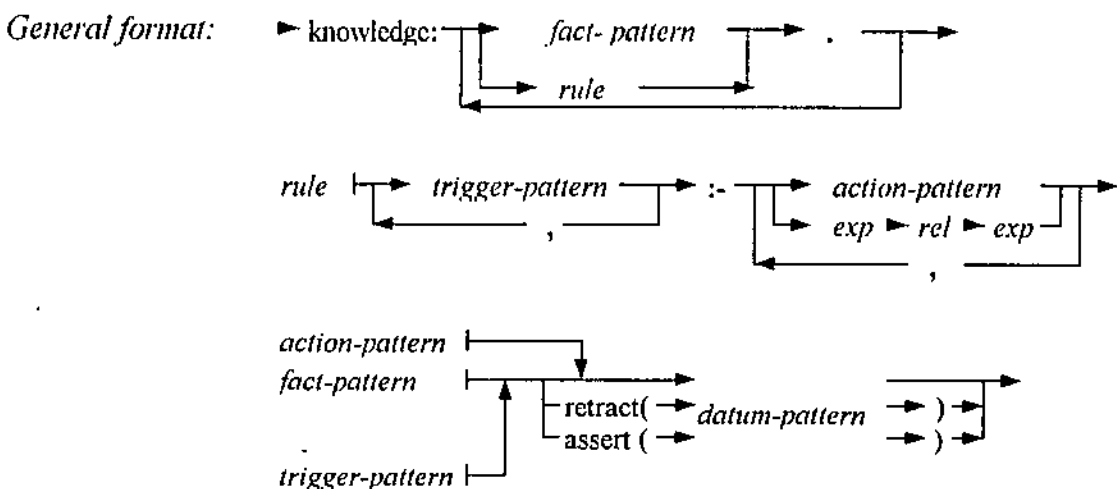 General format: knowledge: fact- pattern .
rule
rule trigger-pattern :- action-pattern
, exp rel exp
,
action-pattern
fact-pattern
retract( datum-pattern )
assert ( )
trigger-pattern